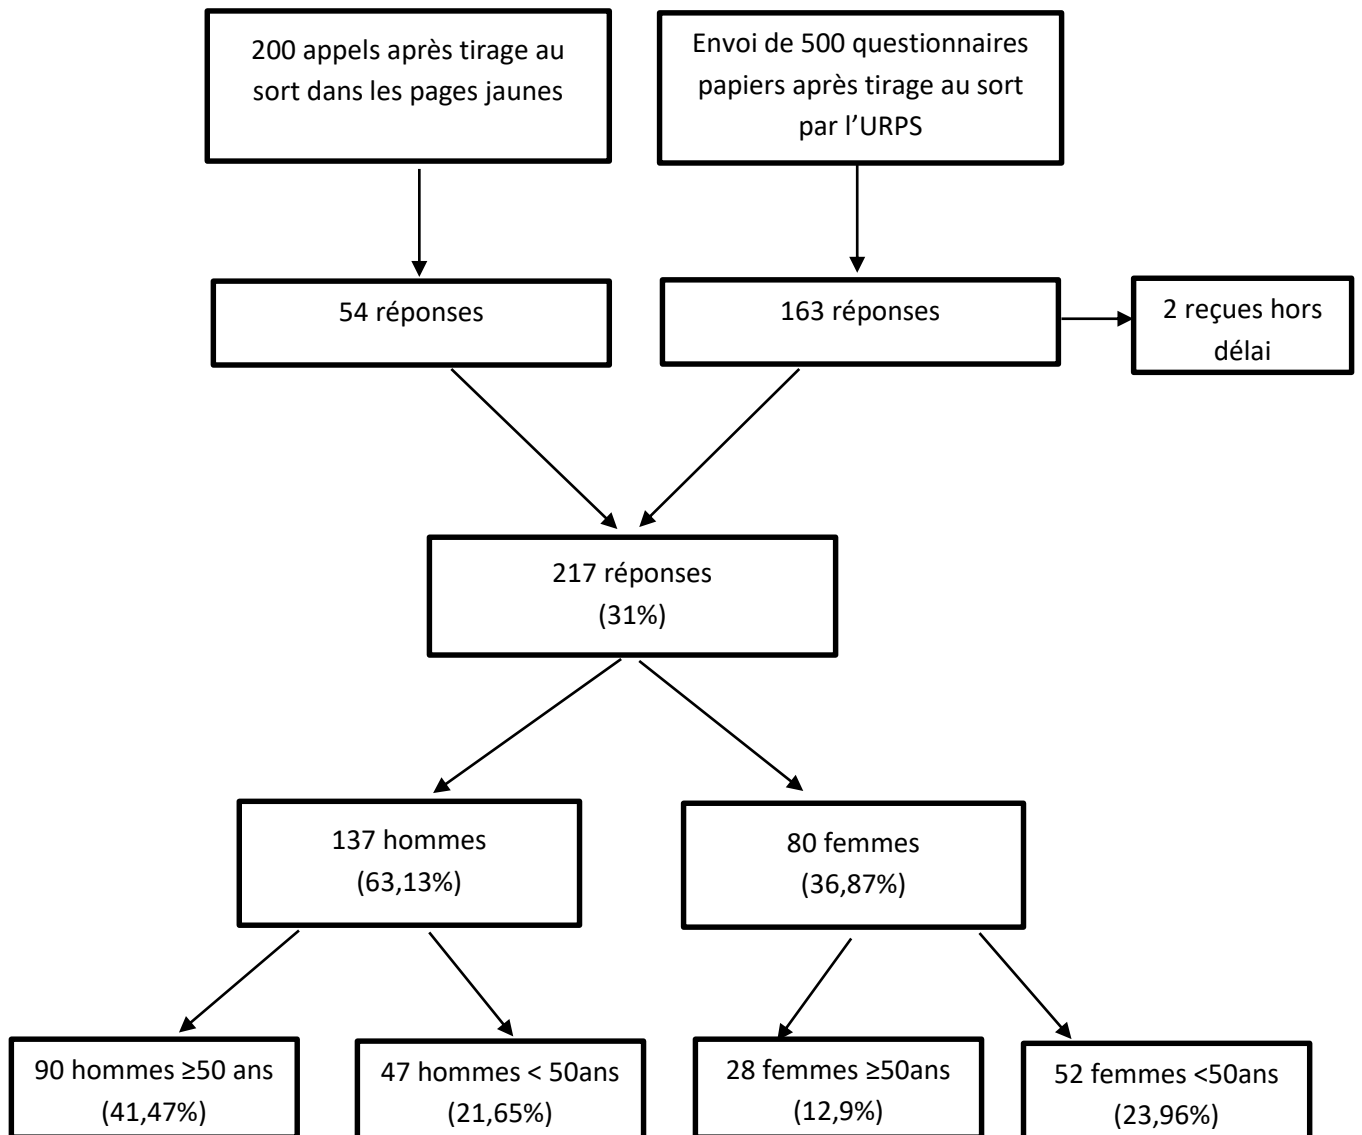 200 appels après tirage au
sort dans les pages jaunes
Envoi de 500 questionnaires
papiers après tirage au sort
par l’URPS
54 réponses
163 réponses
2 reçues hors
délai
217 réponses
(31%)
137 hommes
(63,13%)
80 femmes
(36,87%)
90 hommes ≥50 ans
(41,47%)
47 hommes < 50ans
(21,65%)
28 femmes ≥50ans
(12,9%)
52 femmes <50ans
(23,96%)